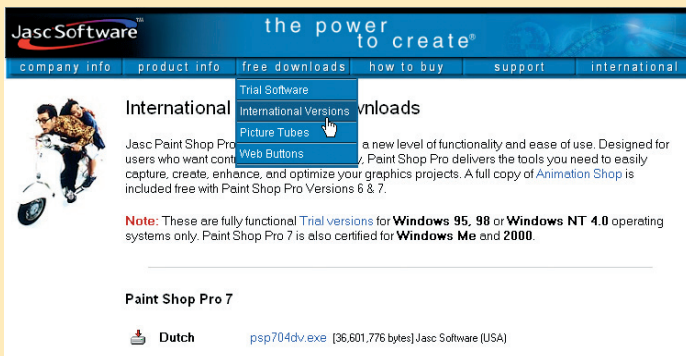 Jasc Software™
the power
to create®
company info product info free downloads how to buy support international
Trial Software
International Versions
Picture Tubes
Web Buttons
International nloads
Jasc Paint Shop Pro a new level of functionality and ease of use. Designed for
users who want cont y, Paint Shop Pro delivers the tools you need to easily
capture, create, enhance, and optimize your graphics projects. A full copy of Animation Shop is
included free with Paint Shop Pro Versions 6 & 7.
Note: These are fully functional Trial versions for Windows 95, 98 or Windows NT 4.0 operating
systems only. Paint Shop Pro 7 is also certified for Windows Me and 2000.
Paint Shop Pro 7
Dutch psp704dv.exe [36,601,776 bytes] Jasc Software (USA)